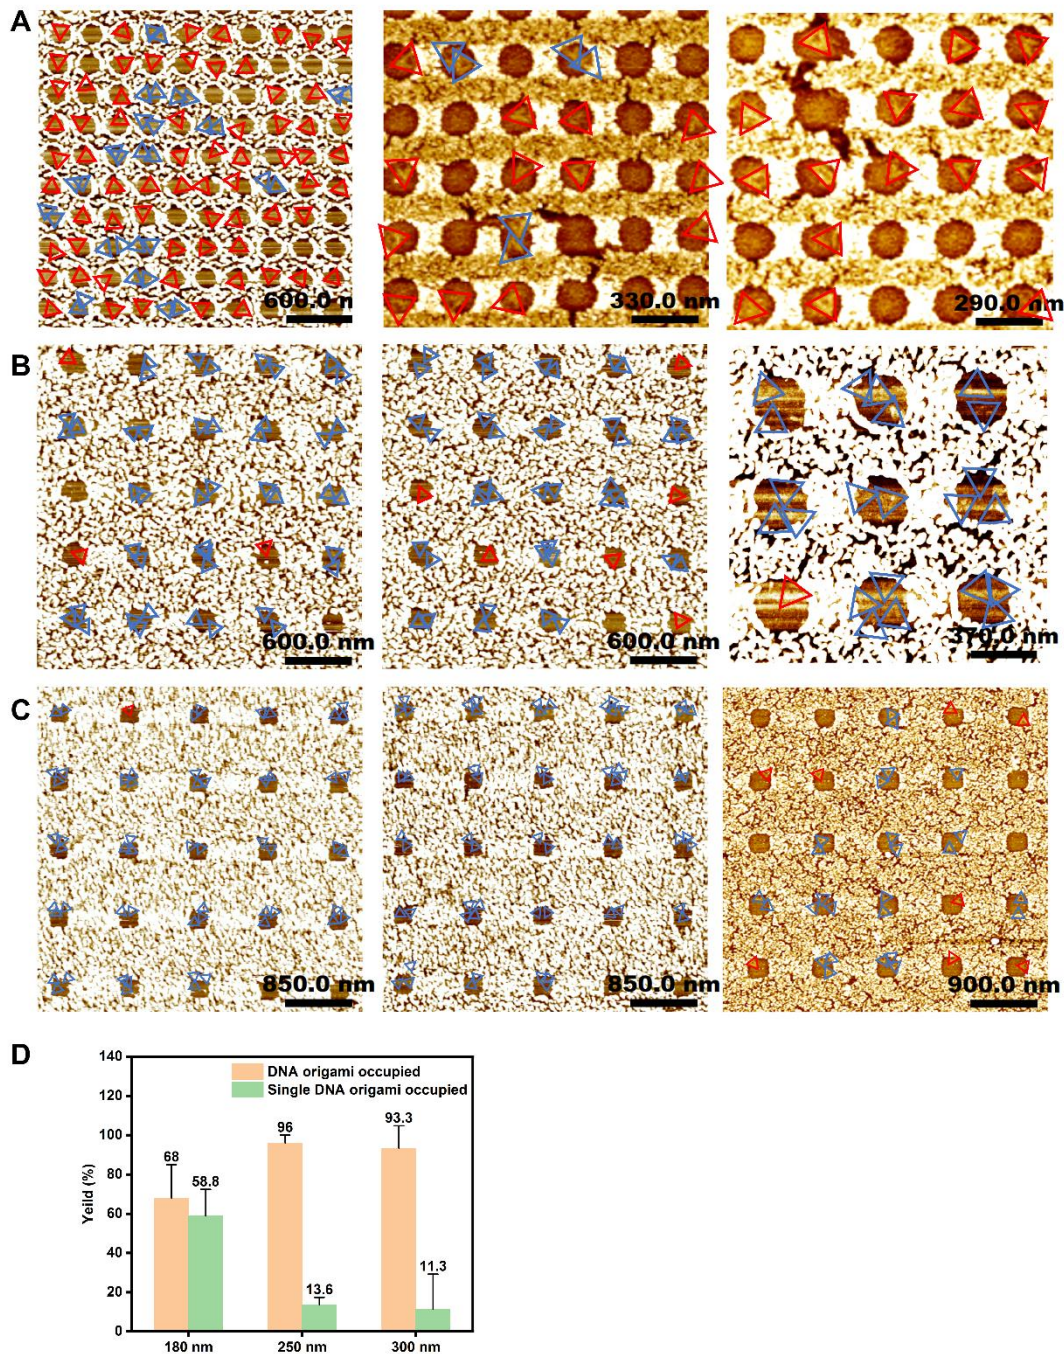 A
600.0 n
330.0 nm
290.0 nm
B
600.0 nm
600.0 nm
370.0 nm
C
850.0 nm
850.0 nm
900.0 nm
D
DNA origami occupied
Single DNA origami occupied
Yeild (%)
140
120
100
80
60
40
20
0
68
58.8
96
13.6
93.3
11.3
180 nm
250 nm
300 nm